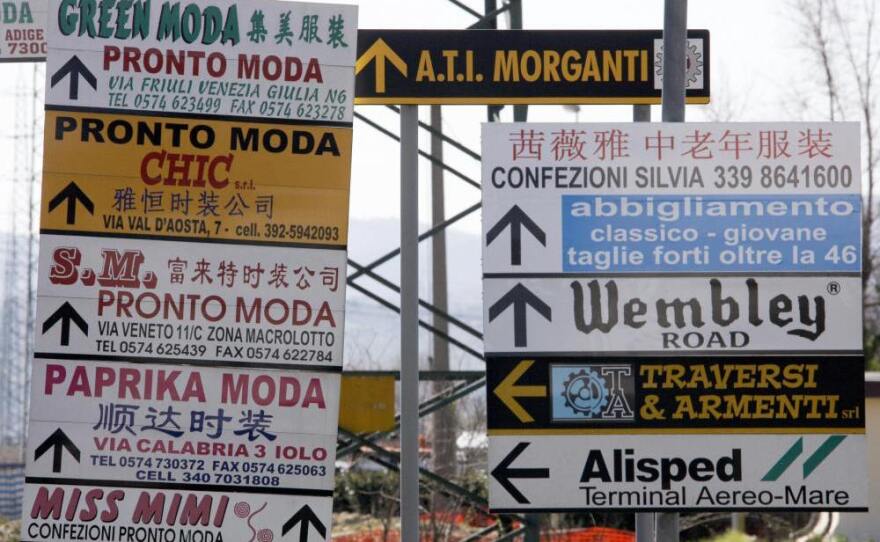 DA
ADIGE
7300
GREEN MODA 集美服装
PRONTO MODA
VIA FRIULI VENEZIA GIULIA N6
TEL 0574 623499 FAX 0574 623278
PRONTO MODA
CHIC s.r.l.
雅恒时装公司
VIA VAL D'AOSTA, 7 - cell. 392-5942093
S.M. 富来特时装公司
PRONTO MODA
VIA VENETO 11/C ZONA MACROLOTTO
TEL 0574 625439 FAX 0574 622784
PAPRIKA MODA
顺达时装
VIA CALABRIA 3 IOLO
TEL 0574 730372 FAX 0574 625063
CELL 340 7031808
MISS MIMI
CONFEZIONI PRONTO MODA
A.T.I. MORGANTI
茜薇雅 中老年服装
CONFEZIONI SILVIA 339 8641600
abbigliamento
classico - giovane
taglie forti oltre la 46
Wembley®
ROAD
TA TRAVERSI
& ARMENTI srl
Alisped
Terminal Aereo-Mare